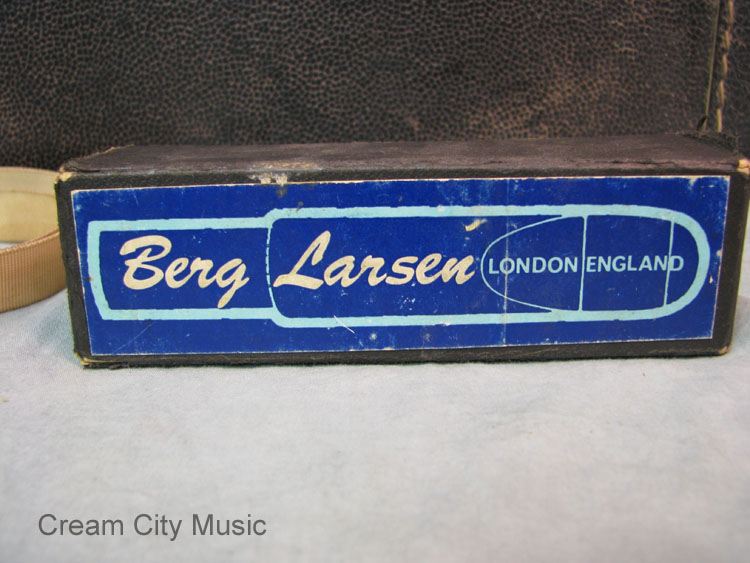 Berg Larsen LONDON ENGLAND
Cream City Music